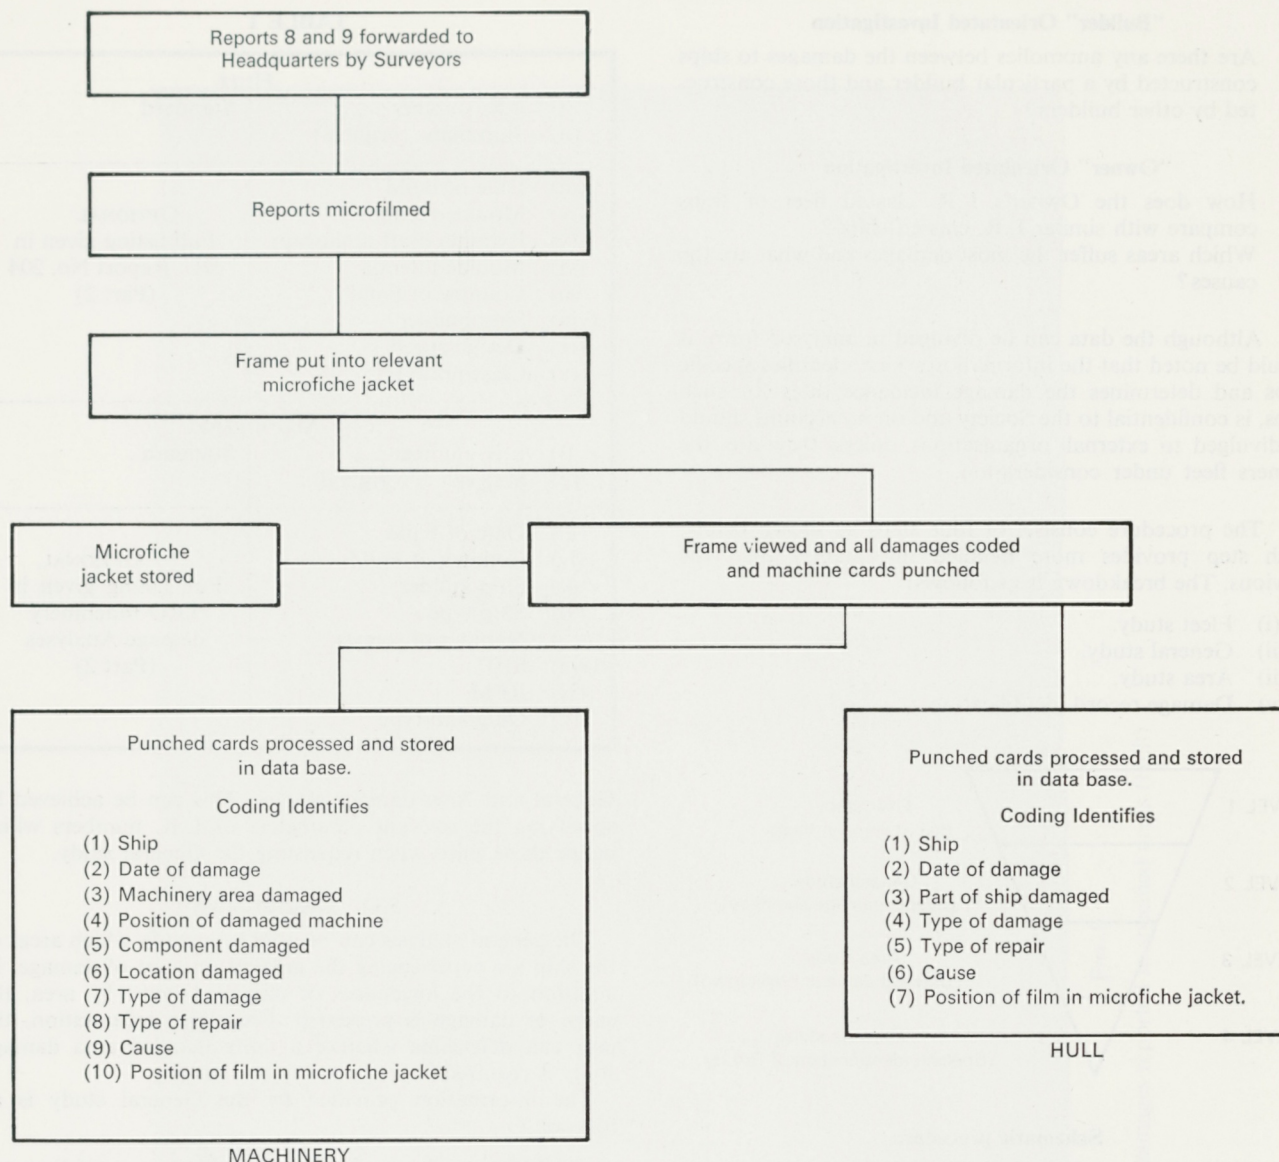 Reports 8 and 9 forwarded to
Headquarters by Surveyors
Reports microfilmed
Frame put into relevant
microfiche jacket
Microfiche
jacket stored
Frame viewed and all damages coded
and machine cards punched
Punched cards processed and stored
in data base.
Coding Identifies
(1) Ship
(2) Date of damage
(3) Machinery area damaged
(4) Position of damaged machine
(5) Component damaged
(6) Location damaged
(7) Type of damage
(8) Type of repair
(9) Cause
(10) Position of film in microfiche jacket
MACHINERY
Punched cards processed and stored
in data base.
Coding Identifies
(1) Ship
(2) Date of damage
(3) Part of ship damaged
(4) Type of damage
(5) Type of repair
(6) Cause
(7) Position of film in microfiche jacket.
HULL